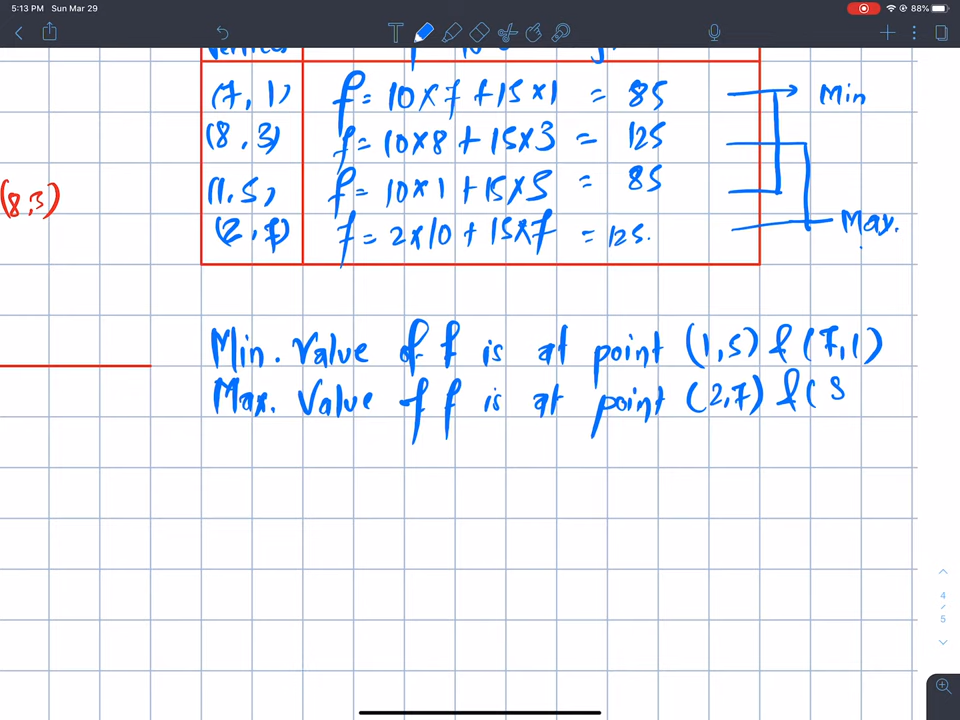 5:13 PM Sun Mar 29
88%
T
(7, 1) f = 10×7 + 15×1 = 85 Min
(8, 3) f = 10×8 + 15×3 = 125
(8,3)
(1, 5) f = 10×1 + 15×5 = 85
(2, 7) f = 2×10 + 15×7 = 125. Max.
Min. Value of f is at point (1,5) & (7,1)
Max. Value of f is at point (2,7) & (8
4
/
5